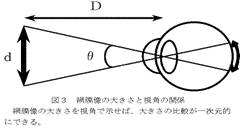 D
d
θ
図3 網膜像の大きさと視角の関係
網膜像の大きさを視角で示せば、大きさの比較が一次元的
にできる。